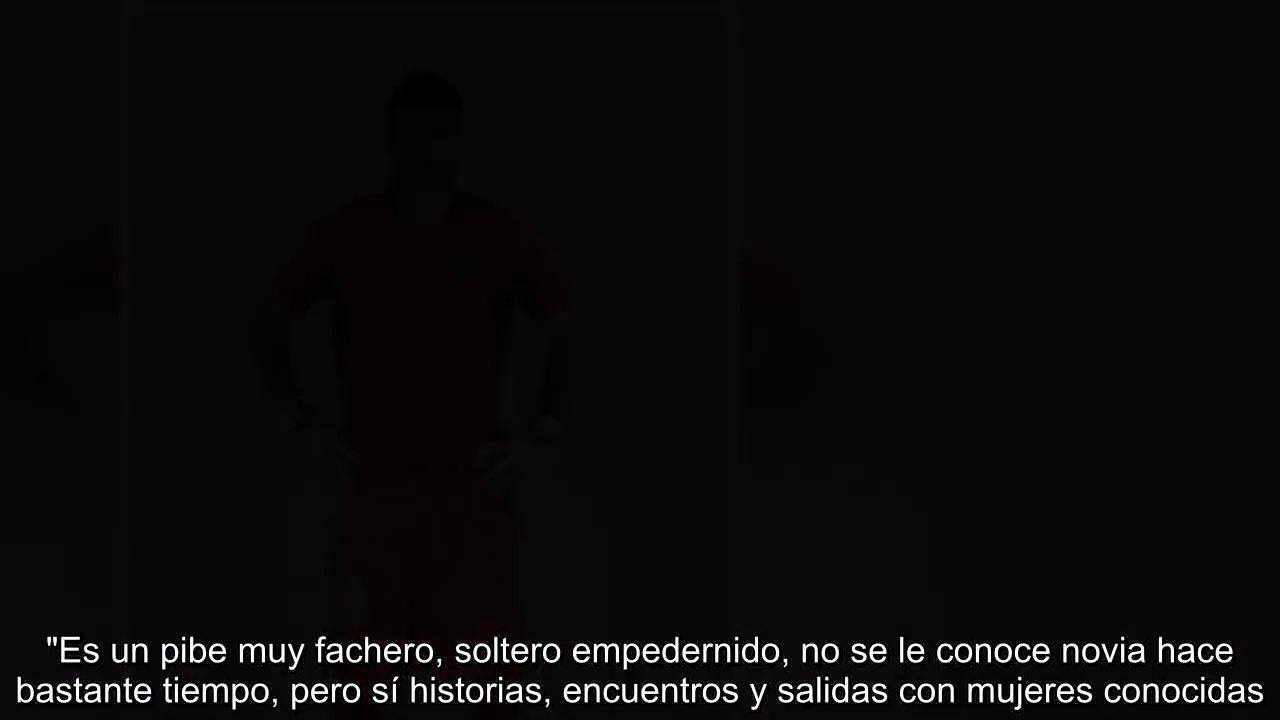 "Es un pibe muy fachero, soltero empedernido, no se le conoce novia hace
bastante tiempo, pero sí historias, encuentros y salidas con mujeres conocidas